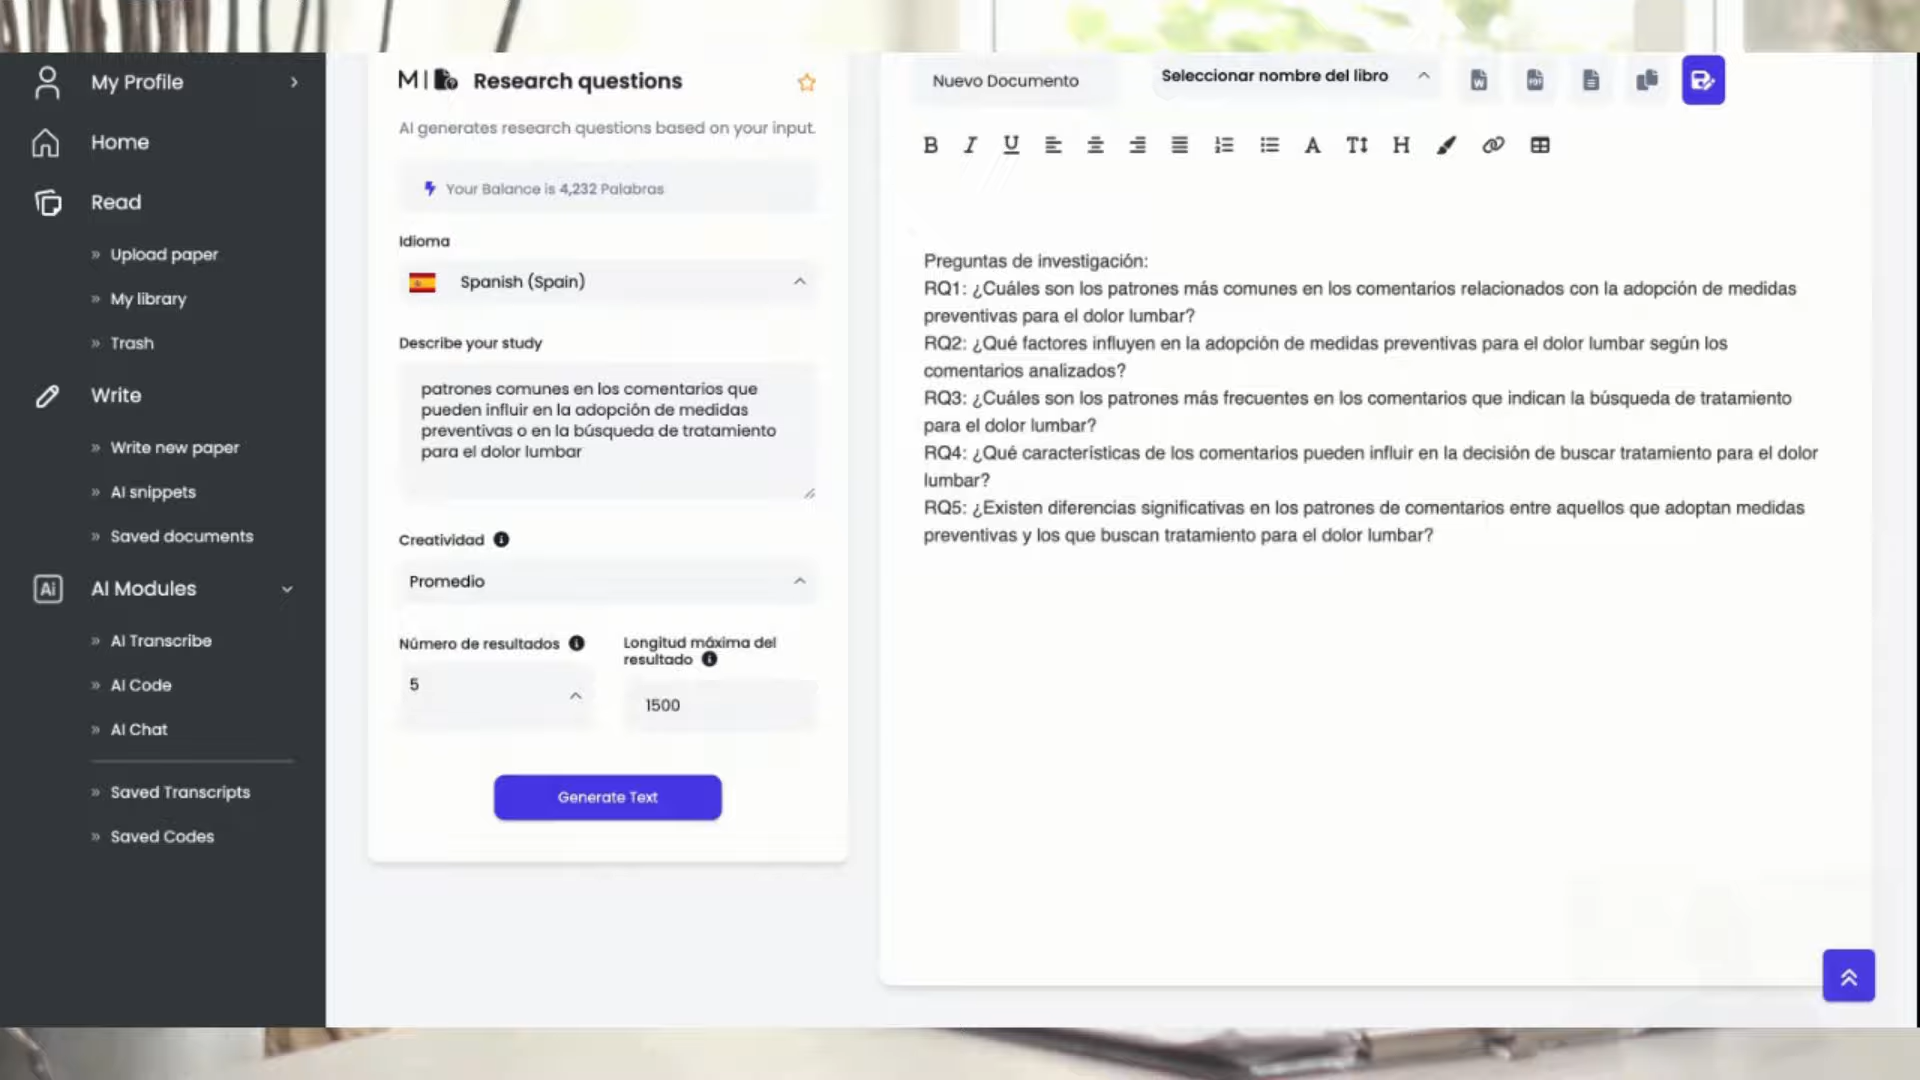 My Profile
Home
Read
» Upload paper
» My library
» Trash
Write
» Write new paper
» AI snippets
» Saved documents
Ai
AI Modules
» AI Transcribe
» AI Code
» AI Chat
» Saved Transcripts
» Saved Codes
Research questions
AI generates research questions based on your input.
Your Balance is 4,232 Palabras
Idioma
Spanish (Spain)
Describe your study
patrones comunes en los comentarios que
pueden influir en la adopción de medidas
preventivas o en la búsqueda de tratamiento
para el dolor lumbar
Creatividad
Promedio
Número de resultados
5
Longitud máxima del
resultado
1500
Generate Text
Nuevo Documento
Seleccionar nombre del libro
Preguntas de investigación:
RQ1: ¿Cuáles son los patrones más comunes en los comentarios relacionados con la adopción de medidas
preventivas para el dolor lumbar?
RQ2: ¿Qué factores influyen en la adopción de medidas preventivas para el dolor lumbar según los
comentarios analizados?
RQ3: ¿Cuáles son los patrones más frecuentes en los comentarios que indican la búsqueda de tratamiento
para el dolor lumbar?
RQ4: ¿Qué características de los comentarios pueden influir en la decisión de buscar tratamiento para el dolor
lumbar?
RQ5: ¿Existen diferencias significativas en los patrones de comentarios entre aquellos que adoptan medidas
preventivas y los que buscan tratamiento para el dolor lumbar?